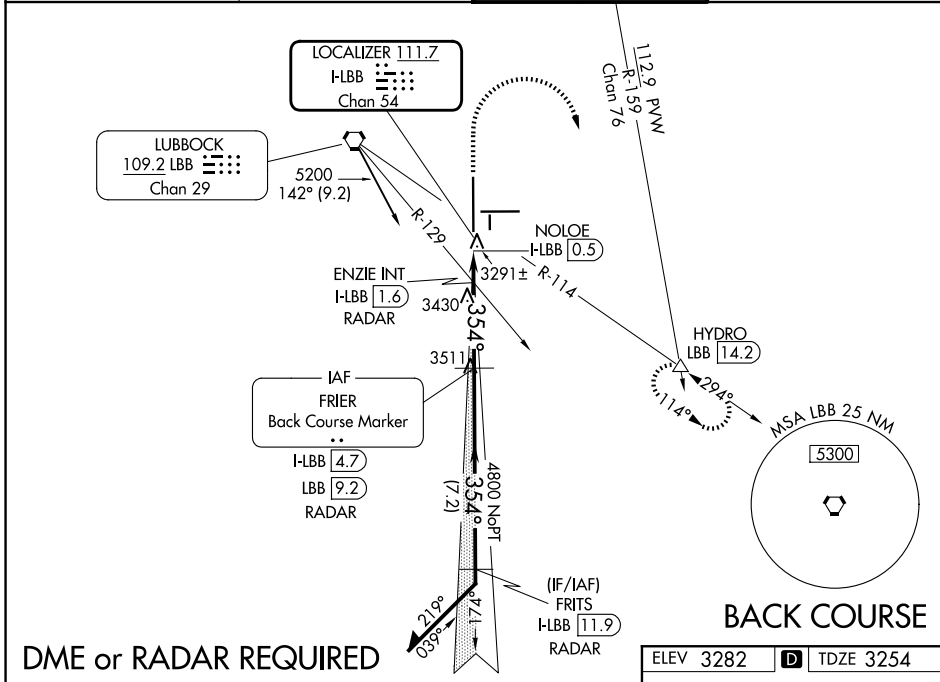 LOCALIZER 111.7
I-LBB
Chan 54
LUBBOCK
109.2 LBB
Chan 29
5200
142° (9.2)
R-129
112.9 PVW
R-159
Chan 76
NOLOE
I-LBB 0.5
3291±
R-114
ENZIE INT
I-LBB 1.6
RADAR
3430
354°
HYDRO
LBB 14.2
294°
114°
3511
IAF
FRIER
Back Course Marker
I-LBB 4.7
LBB 9.2
RADAR
4800 NoPT
354°
(7.2)
MSA LBB 25 NM
5300
(IF/IAF)
FRITS
I-LBB 11.9
RADAR
219°
039°
174°
BACK COURSE
DME or RADAR REQUIRED
ELEV 3282 D TDZE 3254